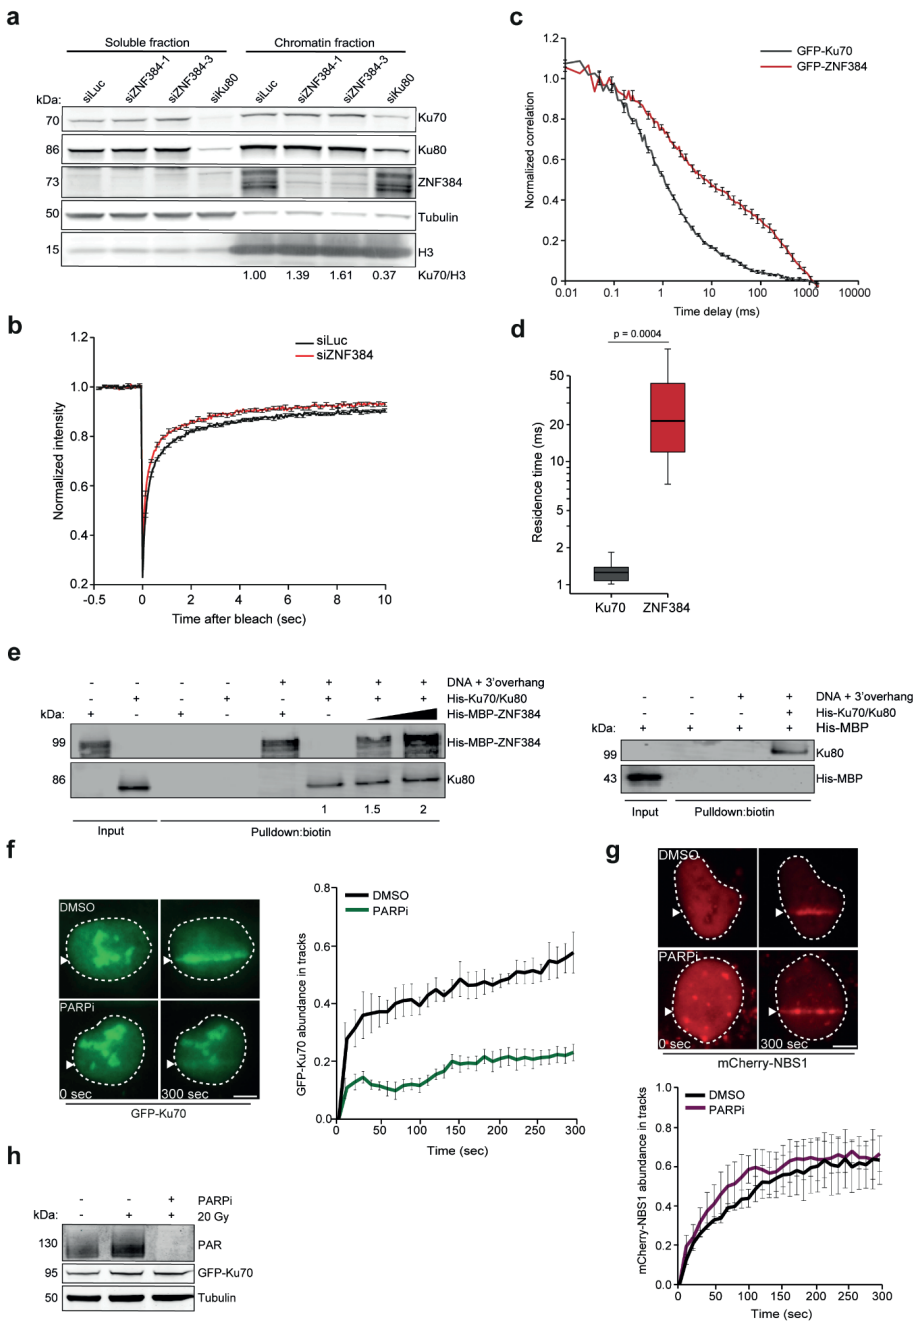 a
Soluble fraction Chromatin fraction
siLuc siZNF384-1 siZNF384-3 siKu80 siLuc siZNF384-1 siZNF384-3 siKu80
kDa:
70 Ku70
86 Ku80
73 ZNF384
50 Tubulin
15 H3
1.00 1.39 1.61 0.37 Ku70/H3
b
siLuc
siZNF384
Normalized intensity
1.2
1.0
0.8
0.6
0.4
0.2
-0.5 0 2 4 6 8 10
Time after bleach (sec)
c
GFP-Ku70
GFP-ZNF384
Normalized correlation
1.2
1.0
0.8
0.6
0.4
0.2
0
0.01 0.1 1 10 100 1000 10000
Time delay (ms)
d
p = 0.0004
Residence time (ms)
50
20
10
5
2
1
Ku70 ZNF384
e
- - - - + + + + DNA + 3'overhang
- + - + - + + + His-Ku70/Ku80
kDa: + - + - + - His-MBP-ZNF384
99 His-MBP-ZNF384
86 Ku80
1 1.5 2
Input Pulldown:biotin
- - + + DNA + 3'overhang
- - - + His-Ku70/Ku80
kDa: + + + + His-MBP
99 Ku80
43 His-MBP
Input Pulldown:biotin
f
DMSO
PARPi
0 sec 300 sec
GFP-Ku70
DMSO
PARPi
GFP-Ku70 abundance in tracks
0.8
0.6
0.4
0.2
0.0
0 50 100 150 200 250 300
Time (sec)
g
DMSO
PARPi
0 sec 300 sec
mCherry-NBS1
DMSO
PARPi
mCherry-NBS1 abundance in tracks
1.0
0.8
0.6
0.4
0.2
0.0
0 50 100 150 200 250 300
Time (sec)
h
- - + PARPi
kDa: - + + 20 Gy
130 PAR
95 GFP-Ku70
50 Tubulin